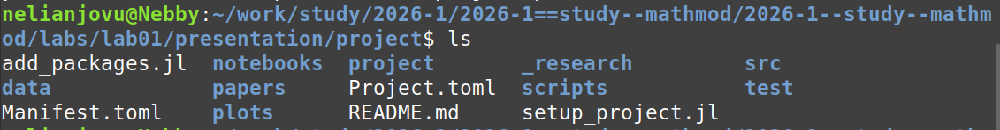 nelianjovu@Nebby:~/work/study/2026-1/2026-1==study--mathmod/2026-1--study--mathm
od/labs/lab01/presentation/project$ ls
add_packages.jl  notebooks  project       _research         src
data             papers     Project.toml  scripts           test
Manifest.toml    plots      README.md     setup_project.jl